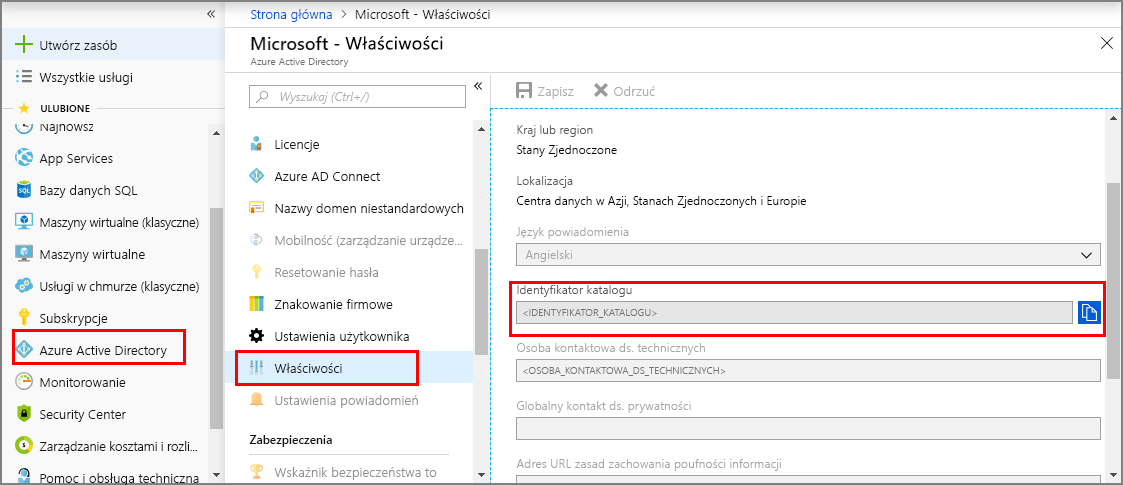 «
Utwórz zasób
Wszystkie usługi
ULUBIONE
Najnowsz
App Services
Bazy danych SQL
Maszyny wirtualne (klasyczne)
Maszyny wirtualne
Usługi w chmurze (klasyczne)
Subskrypcje
Azure Active Directory
Monitorowanie
Security Center
Zarządzanie kosztami i rozli...
Pomoc i obsługa techniczna
Strona główna > Microsoft - Właściwości
Microsoft - Właściwości
Azure Active Directory
Wyszukaj (Ctrl+/)
«
Licencje
Azure AD Connect
Nazwy domen niestandardowych
Mobilność (zarządzanie urządze...
Resetowanie hasła
Znakowanie firmowe
Ustawienia użytkownika
Właściwości
Ustawienia powiadomień
Zabezpieczenia
Wskaźnik bezpieczeństwa to
Zapisz Odrzuć
Kraj lub region
Stany Zjednoczone
Lokalizacja
Centra danych w Azji, Stanach Zjednoczonych i Europie
Język powiadomienia
Angielski
Identyfikator katalogu
<IDENTYFIKATOR_KATALOGU>
Osoba kontaktowa ds. technicznych
<OSOBA_KONTAKTOWA_DS_TECHNICZNYCH>
Globalny kontakt ds. prywatności
Adres URL zasad zachowania poufności informacji